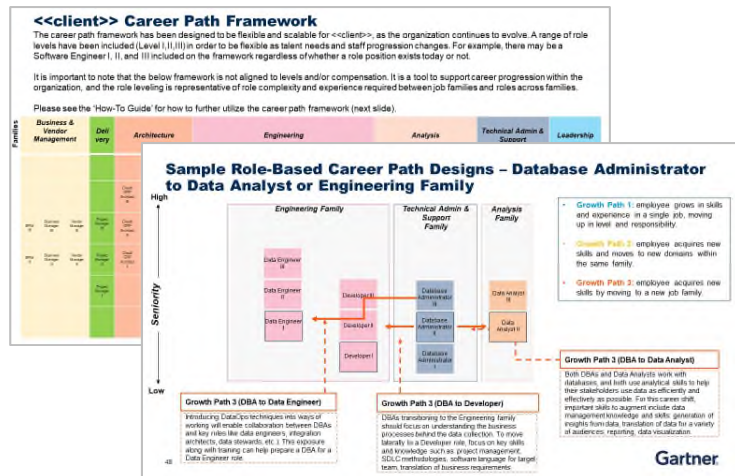 <<client>> Career Path Framework
The career path framework has been designed to be flexible and scalable for <<client>>, as the organization continues to evolve. A range of role
levels have been included (Level I,II,III) in order to be flexible as talent needs and staff progression changes. For example, there may be a
Software Engineer I, II, and III included on the framework regardless of whether a role position exists today or not.
It is important to note that the below framework is not aligned to levels and/or compensation. It is a tool to support career progression within the
organization, and the role leveling is representative of role complexity and experience required between job families and roles across families.
Please see the 'How-To Guide' for how to further utilize the career path framework (next slide).
Families
Business &
Vendor
Management
Deli
very
Architecture
Engineering
Analysis
Technical Admin &
Support
Leadership
Sample Role-Based Career Path Designs – Database Administrator
to Data Analyst or Engineering Family
High
Seniority
Low
Engineering Family
Technical Admin &
Support
Family
Analysis
Family
Data Engineer
III
Data Engineer
II
Data Engineer
I
Developer III
Developer II
Developer I
Database
Administrator
III
Database
Administrator
II
Database
Administrator
I
Data Analyst
III
Data
Analyst II
• Growth Path 1: employee grows in skills
and experience in a single job, moving
up in level and responsibility.
• Growth Path 2: employee acquires new
skills and moves to new domains within
the same family.
• Growth Path 3: employee acquires new
skills by moving to a new job family.
Growth Path 3 (DBA to Data Analyst)
Both DBAs and Data Analysts work with
databases, and both use analytical skills to help
their stakeholders use data as efficiently and
effectively as possible. For this career shift,
important skills to augment include data
management knowledge and skills: generation of
insights from data, translation of data for a variety
of audiences, reporting, data visualization.
Growth Path 3 (DBA to Data Engineer)
Introducing DataOps techniques into ways of
working will enable collaboration between DBAs
and key roles like data engineers, integration
architects, data stewards, etc.). This exposure
along with training can help prepare a DBA for a
Data Engineer role.
Growth Path 3 (DBA to Developer)
DBAs transitioning to the Engineering family
should focus on understanding the business
processes behind the data collection. To move
laterally to a Developer role, focus on key skills
and knowledge such as: project management,
SDLC methodologies, software language for target
team, translation of business requirements.
48
Gartner